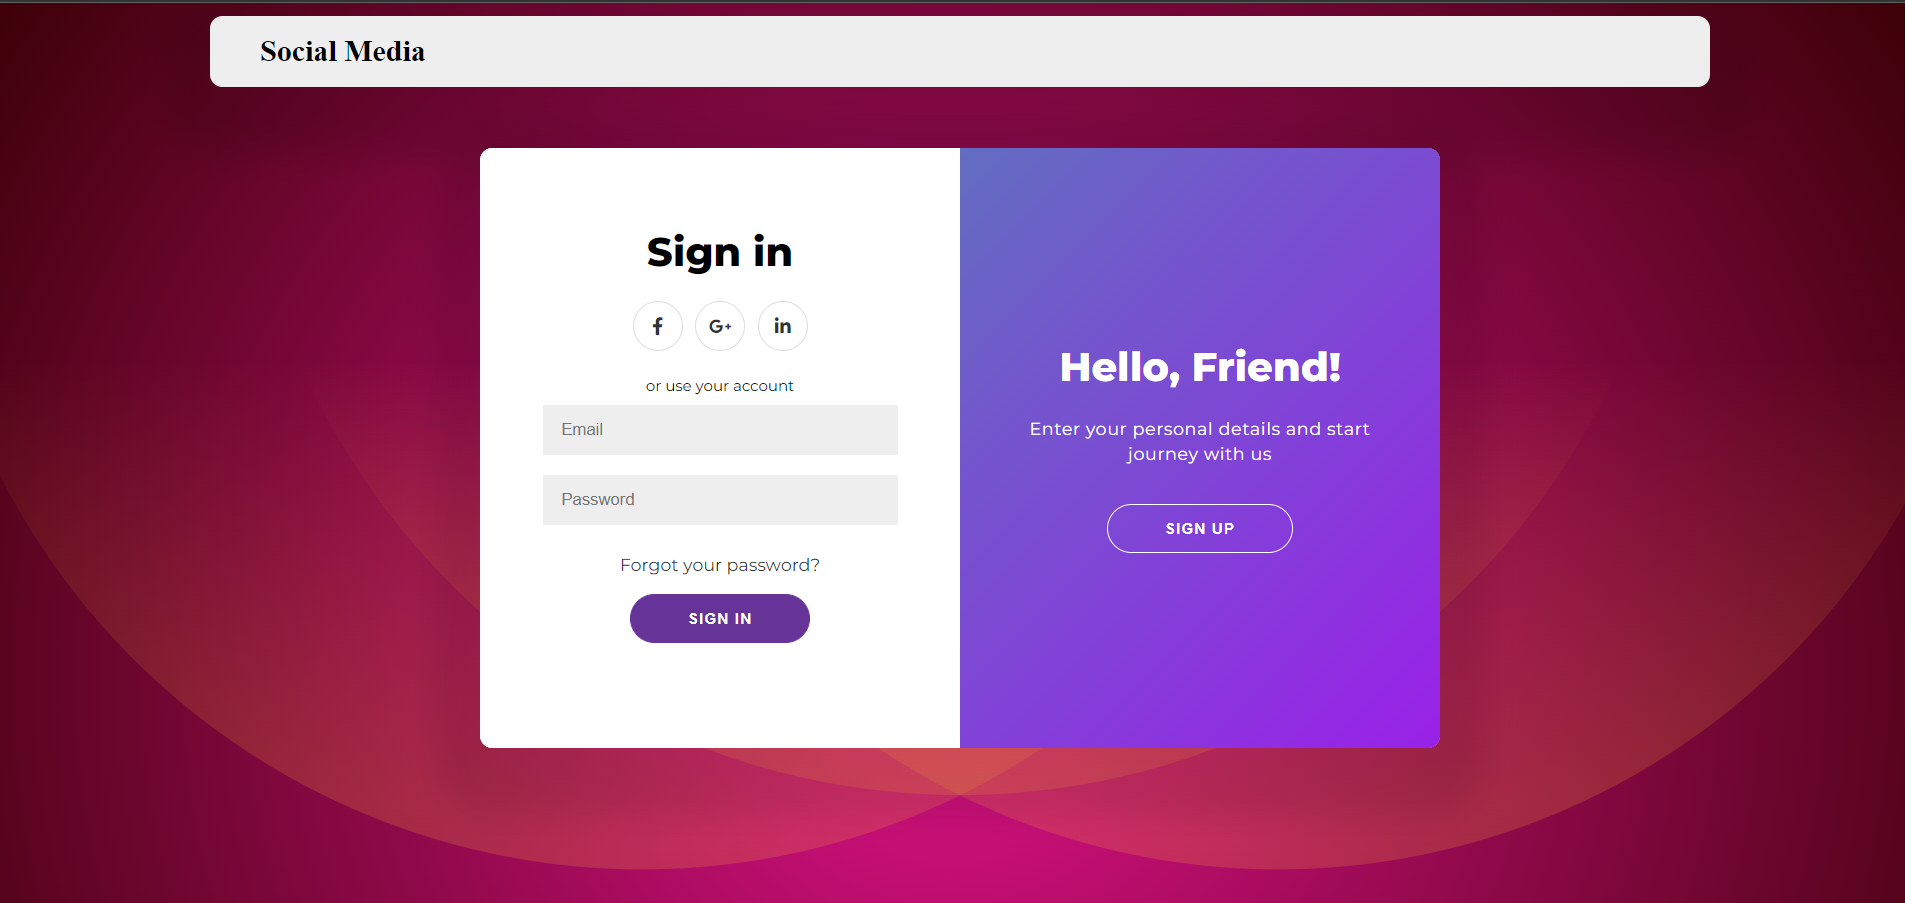 Social Media
Sign in
G+
in
or use your account
Email
Password
Forgot your password?
SIGN IN
Hello, Friend!
Enter your personal details and start
journey with us
SIGN UP